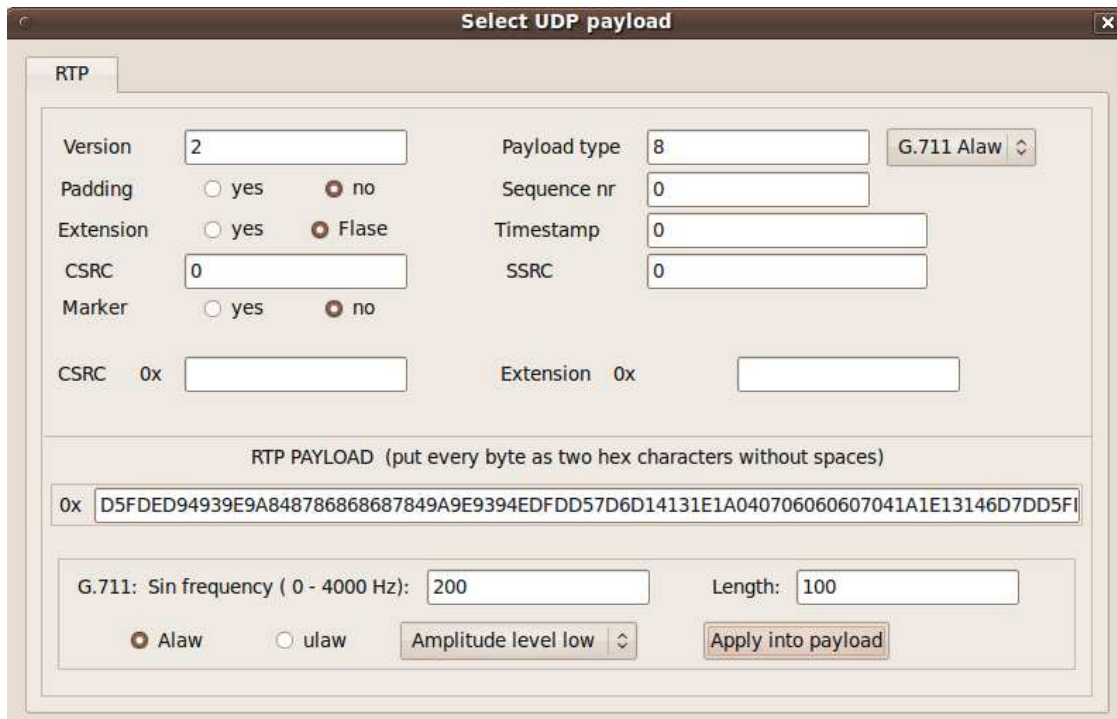 Select UDP payload
RTP
Version 2 Payload type 8 G.711 Alaw
Padding yes no Sequence nr 0
Extension yes Flase Timestamp 0
CSRC 0 SSRC 0
Marker yes no
CSRC 0x Extension 0x
RTP PAYLOAD (put every byte as two hex characters without spaces)
0x
G.711: Sin frequency ( 0 - 4000 Hz): 200 Length: 100
Alaw ulaw Amplitude level low Apply into payload